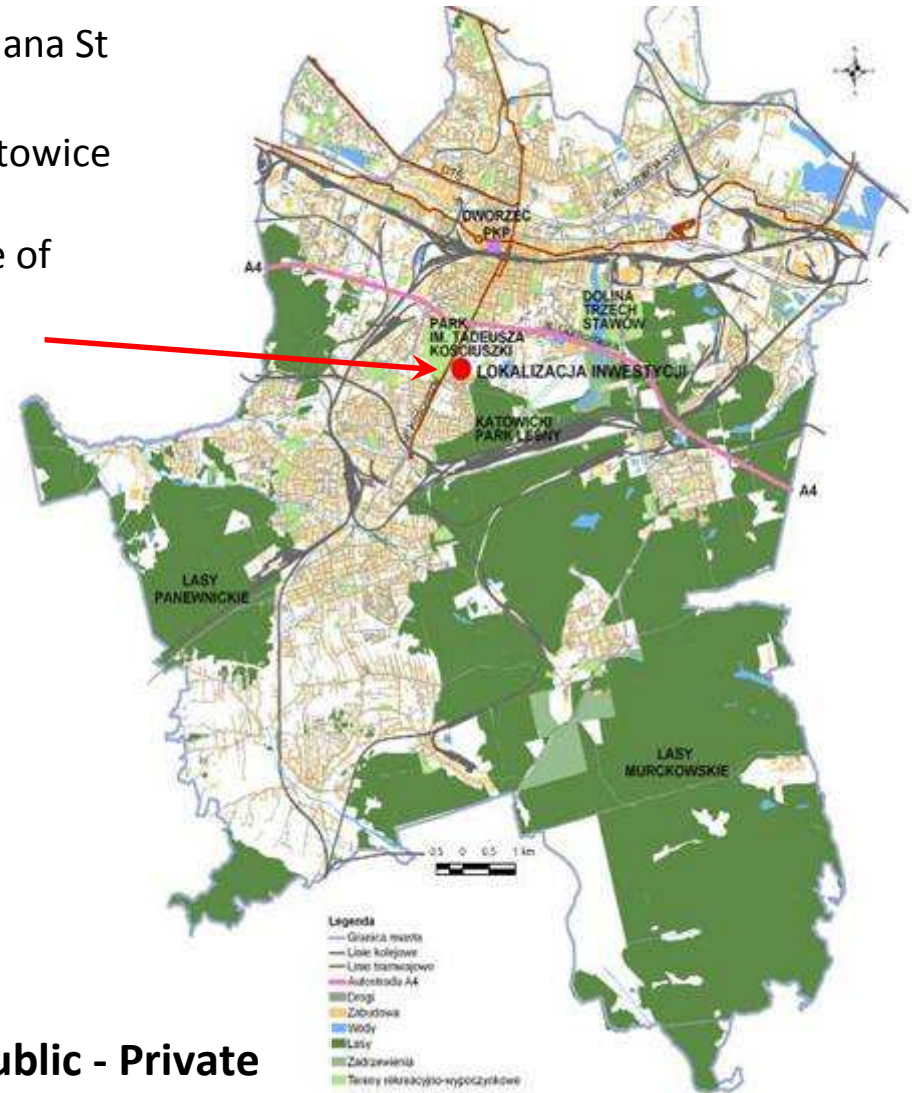 ana St
towice
e of
DTŚ
DWORZEC
PKP
A4
DOLINA
TRZECH
STAWÓW
PARK
IM. TADEUSZA
KOŚCIUSZKI
LOKALIZACJA INWESTYCJI
KATOWICKI
PARK LEŚNY
A4
LASY
PANEWNICKIE
LASY
MURCKOWSKIE
0.5 0 0.5 1 km
Legenda
Granica miasta
Linie kolejowe
Linie tramwajowe
Autostrada A4
Drogi
Zabudowa
Wody
Lasy
Zadrzewienia
Tereny rekreacyjno-wypoczynkowe
ublic - Private